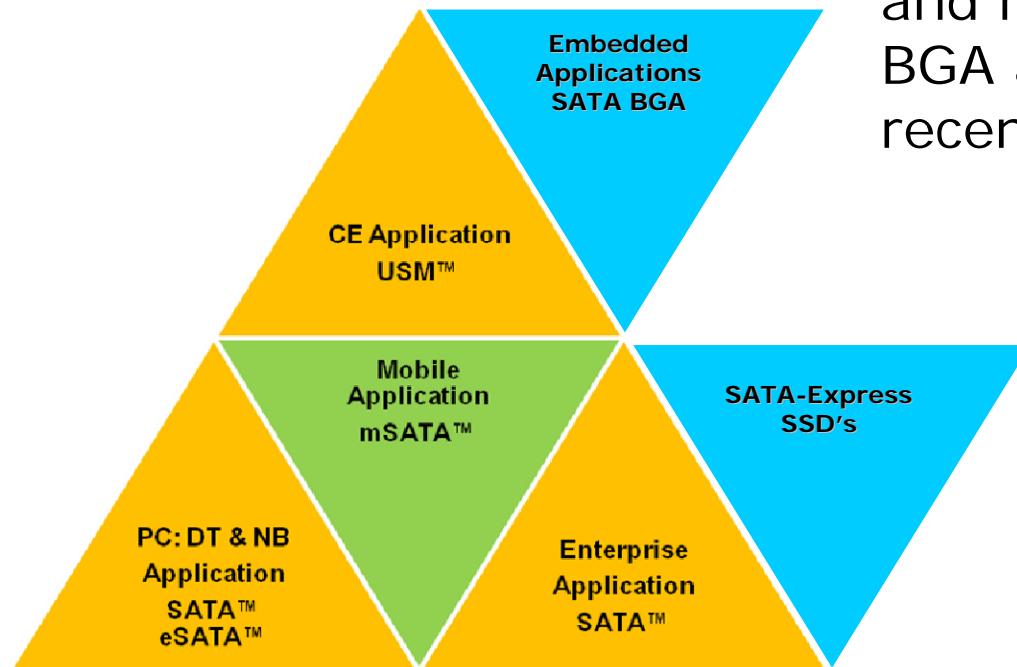 Embedded
Applications
SATA BGA
and
BGA
CE Application
USM™
Mobile
Application
mSATA™
SATA-Express
SSD's
PC: DT & NB
Application
SATA™
eSATA™
Enterprise
Application
SATA™